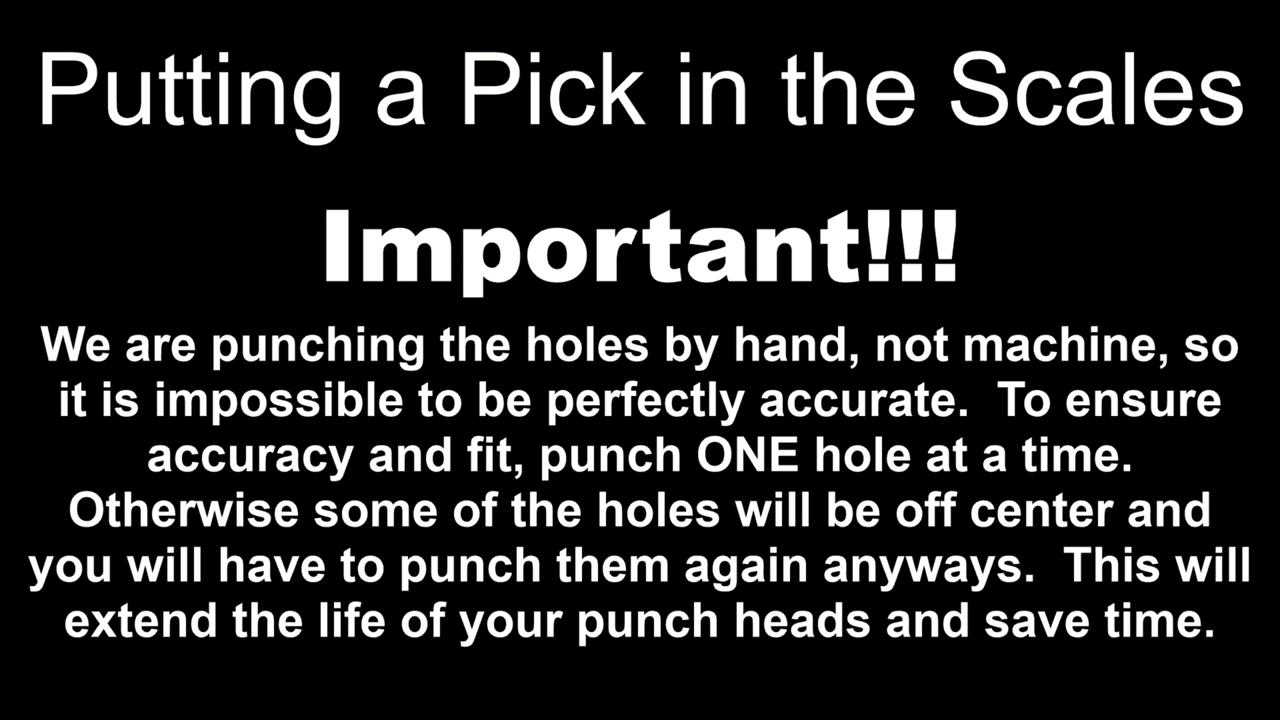 Putting a Pick in the Scales
Important!!!
We are punching the holes by hand, not machine, so
it is impossible to be perfectly accurate.  To ensure
accuracy and fit, punch ONE hole at a time.
Otherwise some of the holes will be off center and
you will have to punch them again anyways.  This will
extend the life of your punch heads and save time.